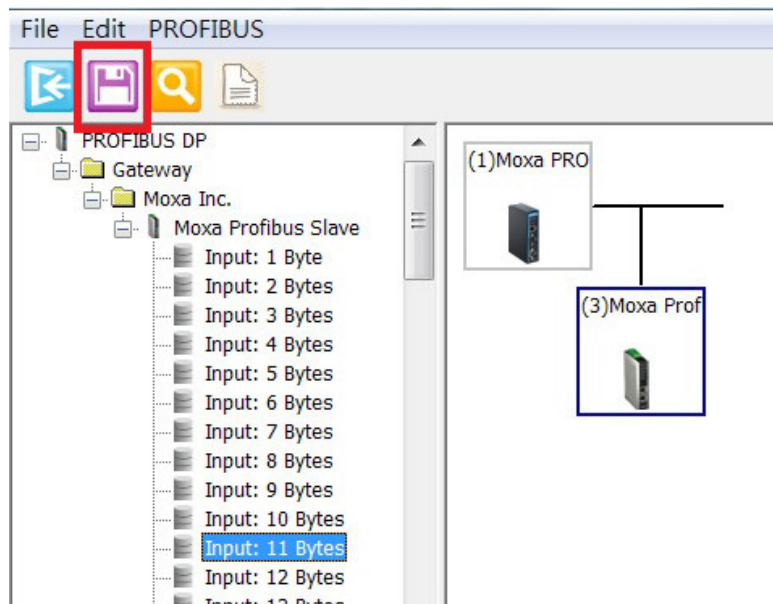 File Edit PROFIBUS
PROFIBUS DP
Gateway
Moxa Inc.
Moxa Profibus Slave
Input: 1 Byte
Input: 2 Bytes
Input: 3 Bytes
Input: 4 Bytes
Input: 5 Bytes
Input: 6 Bytes
Input: 7 Bytes
Input: 8 Bytes
Input: 9 Bytes
Input: 10 Bytes
Input: 11 Bytes
Input: 12 Bytes
(1)Moxa PRO
(3)Moxa Prof